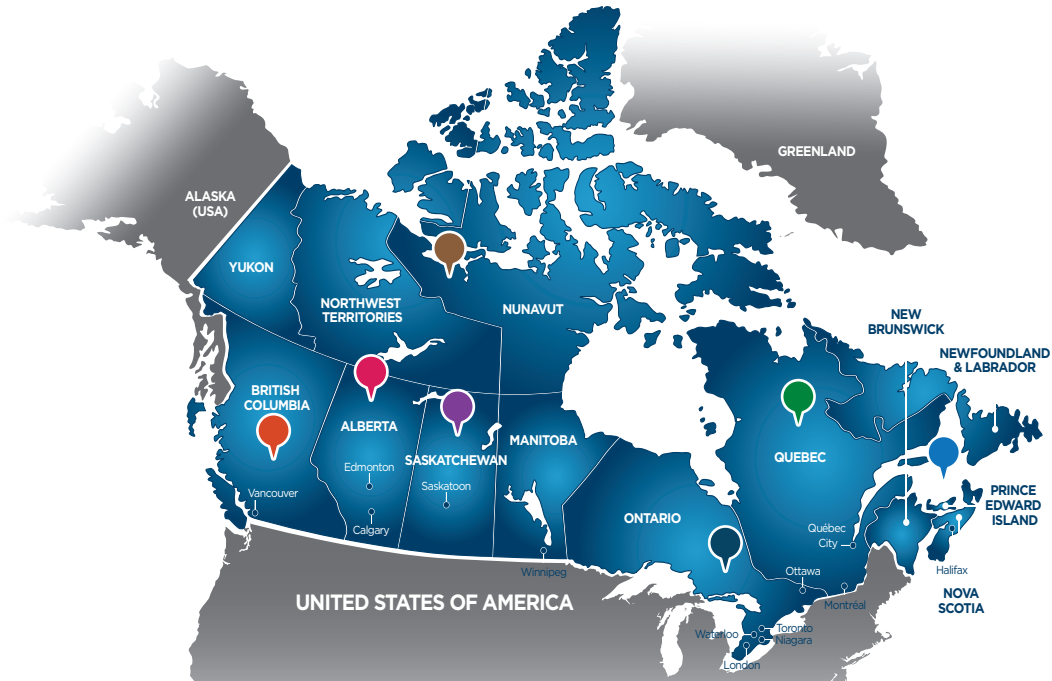 GREENLAND
ALASKA
(USA)
YUKON
NORTHWEST
TERRITORIES
NUNAVUT
NEW
BRUNSWICK
NEWFOUNDLAND
& LABRADOR
BRITISH
COLUMBIA
ALBERTA
SASKATCHEWAN
MANITOBA
QUEBEC
Edmonton
Saskatoon
Vancouver
Calgary
ONTARIO
PRINCE
EDWARD
ISLAND
Québec
City
Winnipeg
Ottawa
Halifax
Montréal
NOVA
SCOTIA
UNITED STATES OF AMERICA
Waterloo
Toronto
Niagara
London